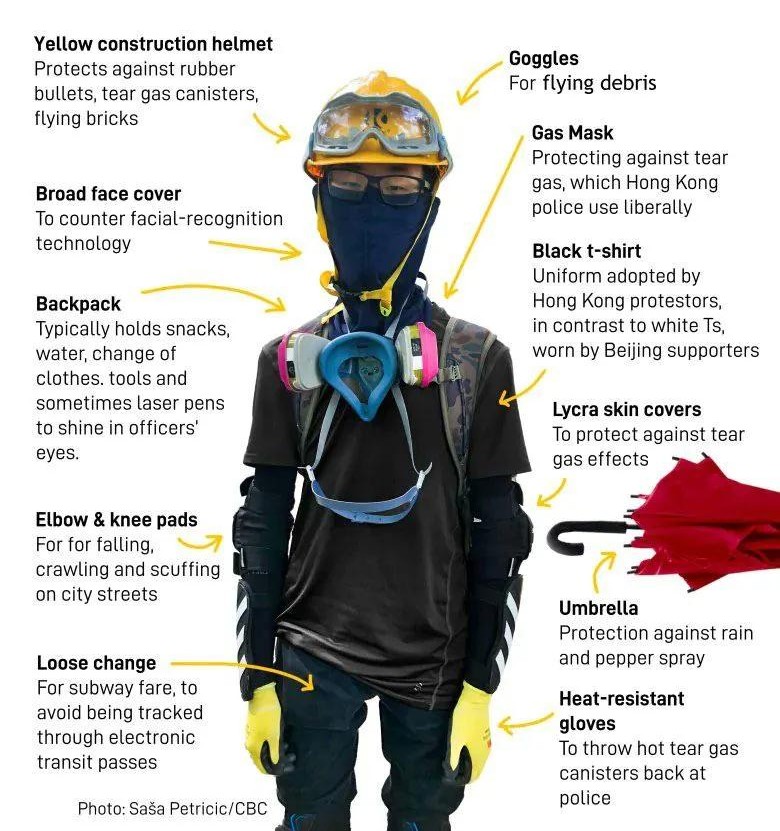 Yellow construction helmet
Protects against rubber
bullets, tear gas canisters,
flying bricks
Goggles
For flying debris
Gas Mask
Protecting against tear
gas, which Hong Kong
police use liberally
Broad face cover
To counter facial-recognition
technology
Black t-shirt
Uniform adopted by
Hong Kong protestors,
in contrast to white Ts,
worn by Beijing supporters
Backpack
Typically holds snacks,
water, change of
clothes. tools and
sometimes laser pens
to shine in officers'
eyes.
Lycra skin covers
To protect against tear
gas effects
Elbow & knee pads
For for falling,
crawling and scuffing
on city streets
Umbrella
Protection against rain
and pepper spray
Loose change
For subway fare, to
avoid being tracked
through electronic
transit passes
Heat-resistant
gloves
To throw hot tear gas
canisters back at
police
Photo: Saša Petricic/CBC